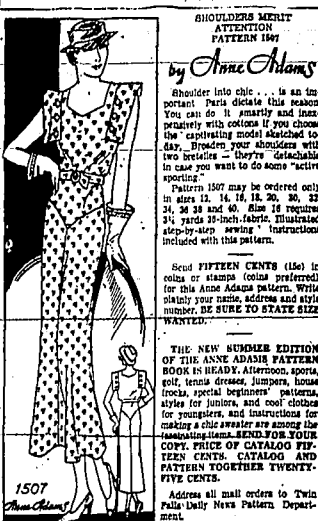 SHOULDERS MERIT
ATTENTION
PATTERN 1507
by Anne Adams
Shoulder into chic . . . is an im-
portant Paris dictate this season
You can do it smartly and inex-
pensively with cottons if you choose
the captivating model sketched to-
day. Broaden your shoulders with
two bretelles — they're detachable
in case you want to do some "active
sporting."
Pattern 1507 may be ordered only
in sizes 12, 14, 16, 18, 20, 30, 32
34, 36 38 and 40. Size 16 requires
3¼ yards 36-inch fabric. Illustrated
step-by-step sewing instructions
included with this pattern.
Send FIFTEEN CENTS (15c) in
coins or stamps (coins preferred)
for this Anne Adams pattern. Write
plainly your name, address and style
number. BE SURE TO STATE SIZE
WANTED.
THE NEW SUMMER EDITION
OF THE ANNE ADAMS PATTERN
BOOK IS READY. Afternoon, sports,
golf, tennis dresses, jumpers, house
frocks, special beginners' patterns,
styles for juniors, and cool clothes
for youngsters, and instructions for
making a chic sweater are among the
fascinating items. SEND FOR YOUR
COPY. PRICE OF CATALOG FIF-
TEEN CENTS. CATALOG AND
PATTERN TOGETHER TWENTY-
FIVE CENTS.
Address all mail orders to Twin
Falls Daily News Pattern Depart-
ment.
1507
Anne Adams